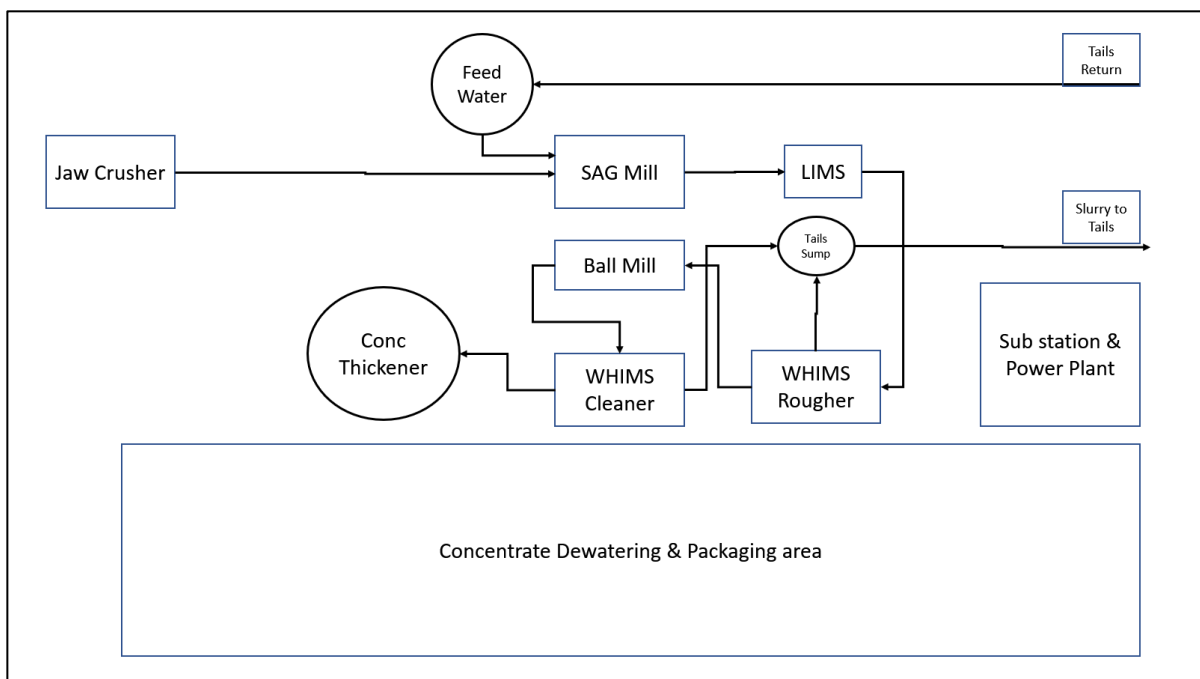 Feed
Water
Tails
Return
Jaw Crusher
SAG Mill
LIMS
Tails
Sump
Slurry to
Tails
Ball Mill
Conc
Thickener
WHIMS
Cleaner
WHIMS
Rougher
Sub station &
Power Plant
Concentrate Dewatering & Packaging area